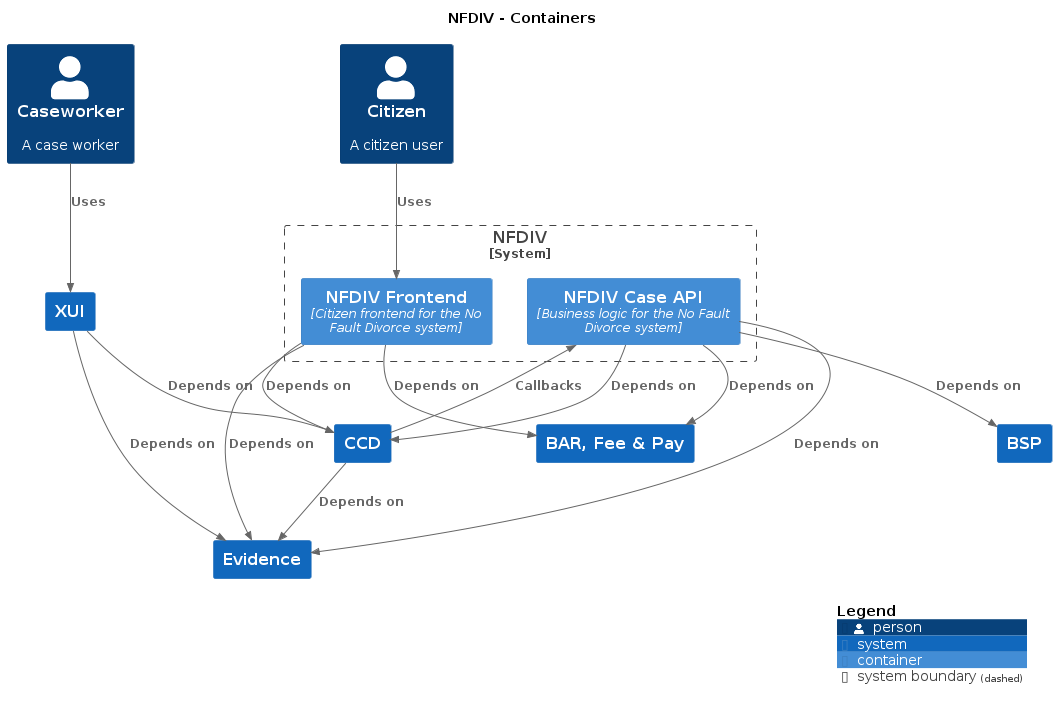 NFDIV - Containers
Caseworker
A case worker
Citizen
A citizen user
Uses
Uses
NFDIV
[System]
NFDIV Frontend
[Citizen frontend for the No
Fault Divorce system]
NFDIV Case API
[Business logic for the No Fault
Divorce system]
XUI
Depends on
Depends on
Depends on
Callbacks
Depends on
Depends on
Depends on
CCD
BAR, Fee & Pay
BSP
Depends on
Depends on
Depends on
Depends on
Evidence
Legend
person
system
container
system boundary (dashed)